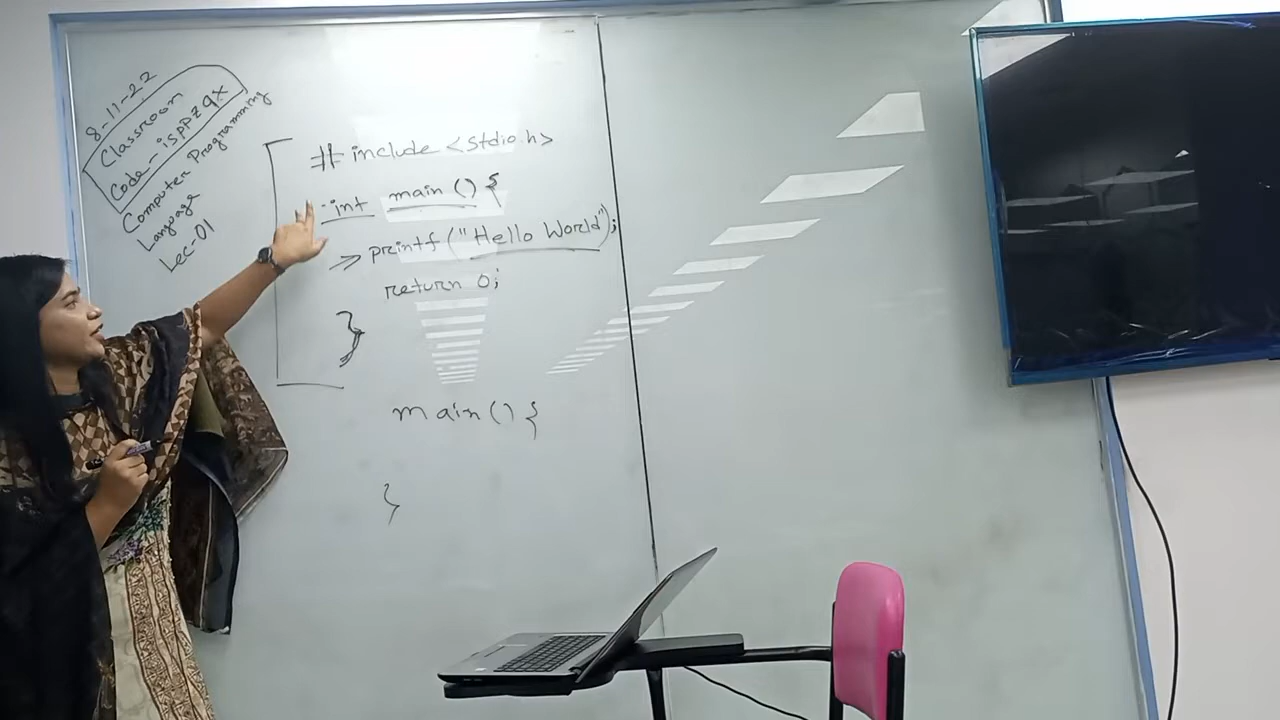 8-11-22
Classroom
Code- isppzqx
Computer Programming
Language
Lec-01
# include <stdio.h>
int main () {
=> printf ("Hello World");
return 0;
}
main () {
}